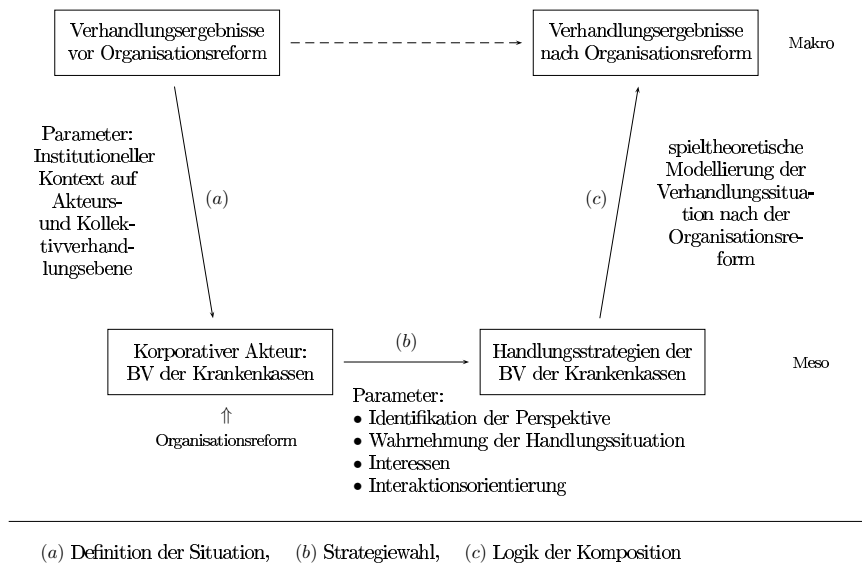 Verhandlungsergebnisse
vor Organisationsreform
Verhandlungsergebnisse
nach Organisationsreform
Makro
Parameter:
Institutioneller
Kontext auf
Akteurs-
und Kollek-
tivverhand-
lungsebene
(a)
(c)
spieltheoretische
Modellierung der
Verhandlungssitua-
tion nach der
Organisationsre-
form
Korporativer Akteur:
BV der Krankenkassen
(b)
Handlungsstrategien der
BV der Krankenkassen
Meso
⇑
Organisationsreform
Parameter:
• Identifikation der Perspektive
• Wahrnehmung der Handlungssituation
• Interessen
• Interaktionsorientierung
(a) Definition der Situation, (b) Strategiewahl, (c) Logik der Komposition